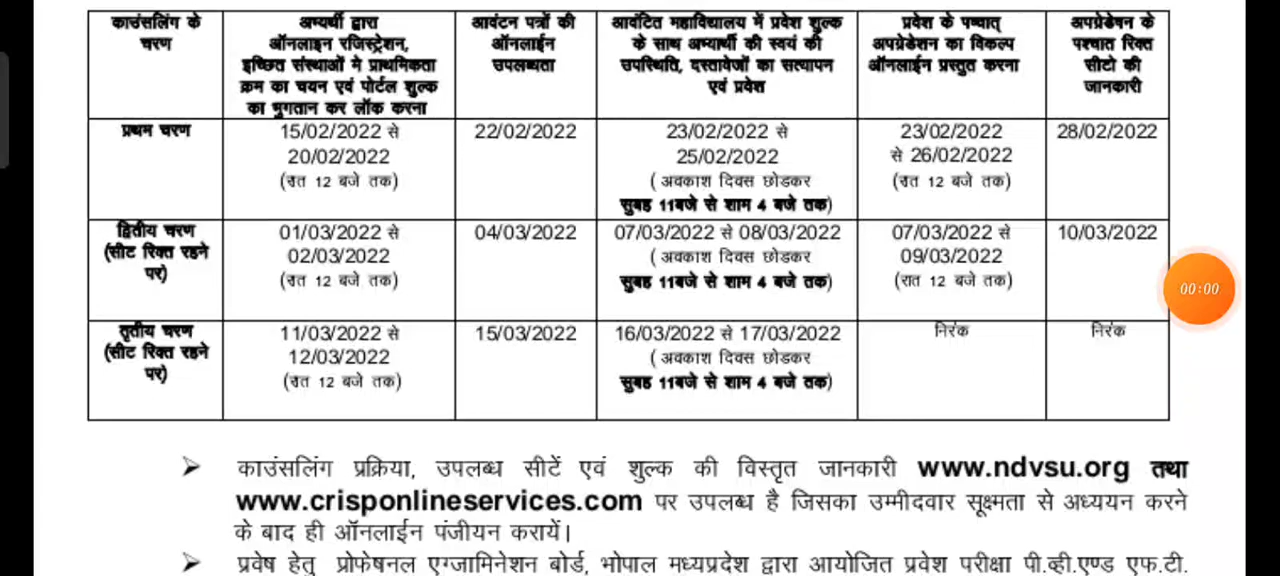 काउंसलिंग के
चरण
अभ्यर्थी द्वारा
ऑनलाइन रजिस्ट्रेशन,
इच्छित संस्थाओं मे प्राथमिकता
क्रम का चयन एवं पोर्टल शुल्क
का भुगतान कर लॉक करना
आवंटन पत्रों की
ऑनलाईन
उपलब्धता
आवंटित महाविद्यालय में प्रवेश शुल्क
के साथ अभ्यार्थी की स्वयं की
उपस्थिति, दस्तावेजों का सत्यापन
एवं प्रवेश
प्रवेश के पष्चात्
अपग्रेडेशन का विकल्प
ऑनलाईन प्रस्तुत करना
अपग्रेडेषन के
पश्चात रिक्त
सीटो की
जानकारी
प्रथम चरण
15/02/2022 से
20/02/2022
(रात 12 बजे तक)
22/02/2022
23/02/2022 से
25/02/2022
( अवकाश दिवस छोडकर
सुबह 11बजे से शाम 4 बजे तक)
23/02/2022
से 26/02/2022
(रात 12 बजे तक)
28/02/2022
द्वितीय चरण
(सीट रिक्त रहने
पर)
01/03/2022 से
02/03/2022
(रात 12 बजे तक)
04/03/2022
07/03/2022 से 08/03/2022
( अवकाश दिवस छोडकर
सुबह 11बजे से शाम 4 बजे तक)
07/03/2022 से
09/03/2022
(रात 12 बजे तक)
10/03/2022
तृतीय चरण
(सीट रिक्त रहने
पर)
11/03/2022 से
12/03/2022
(रात 12 बजे तक)
15/03/2022
16/03/2022 से 17/03/2022
( अवकाश दिवस छोडकर
सुबह 11बजे से शाम 4 बजे तक)
निरंक
निरंक
00:00
➢ काउंसलिंग प्रक्रिया, उपलब्ध सीटें एवं शुल्क की विस्तृत जानकारी www.ndvsu.org तथा
www.crisponlineservices.com पर उपलब्ध है जिसका उम्मीदवार सूक्ष्मता से अध्ययन करने
के बाद ही ऑनलाईन पंजीयन करायें।
➢ प्रवेष हेतु प्रोफेषनल एग्जामिनेशन बोर्ड, भोपाल मध्यप्रदेश द्वारा आयोजित प्रवेश परीक्षा पी.व्ही.एण्ड एफ.टी.